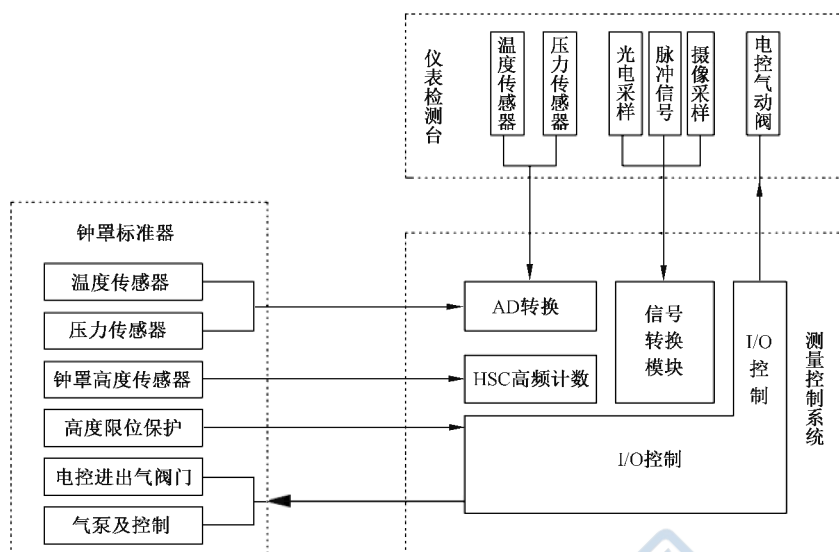 仪表检测台
温度传感器
压力传感器
光电采样
脉冲信号
摄像采样
电控气动阀
钟罩标准器
温度传感器
压力传感器
钟罩高度传感器
高度限位保护
电控进出气阀门
气泵及控制
AD转换
HSC高频计数
信号
转换
模块
I/O
控制
I/O控制
测量控制系统